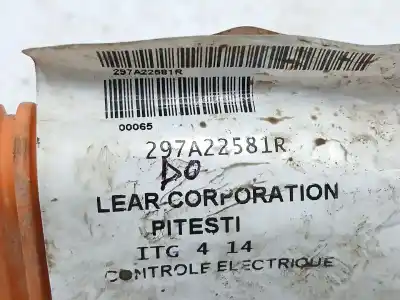 297A22581R
00065
297A22581R
DO
LEAR CORPORATION
PITESTI
ITG 4 14
CONTROLE ELECTRIQUE